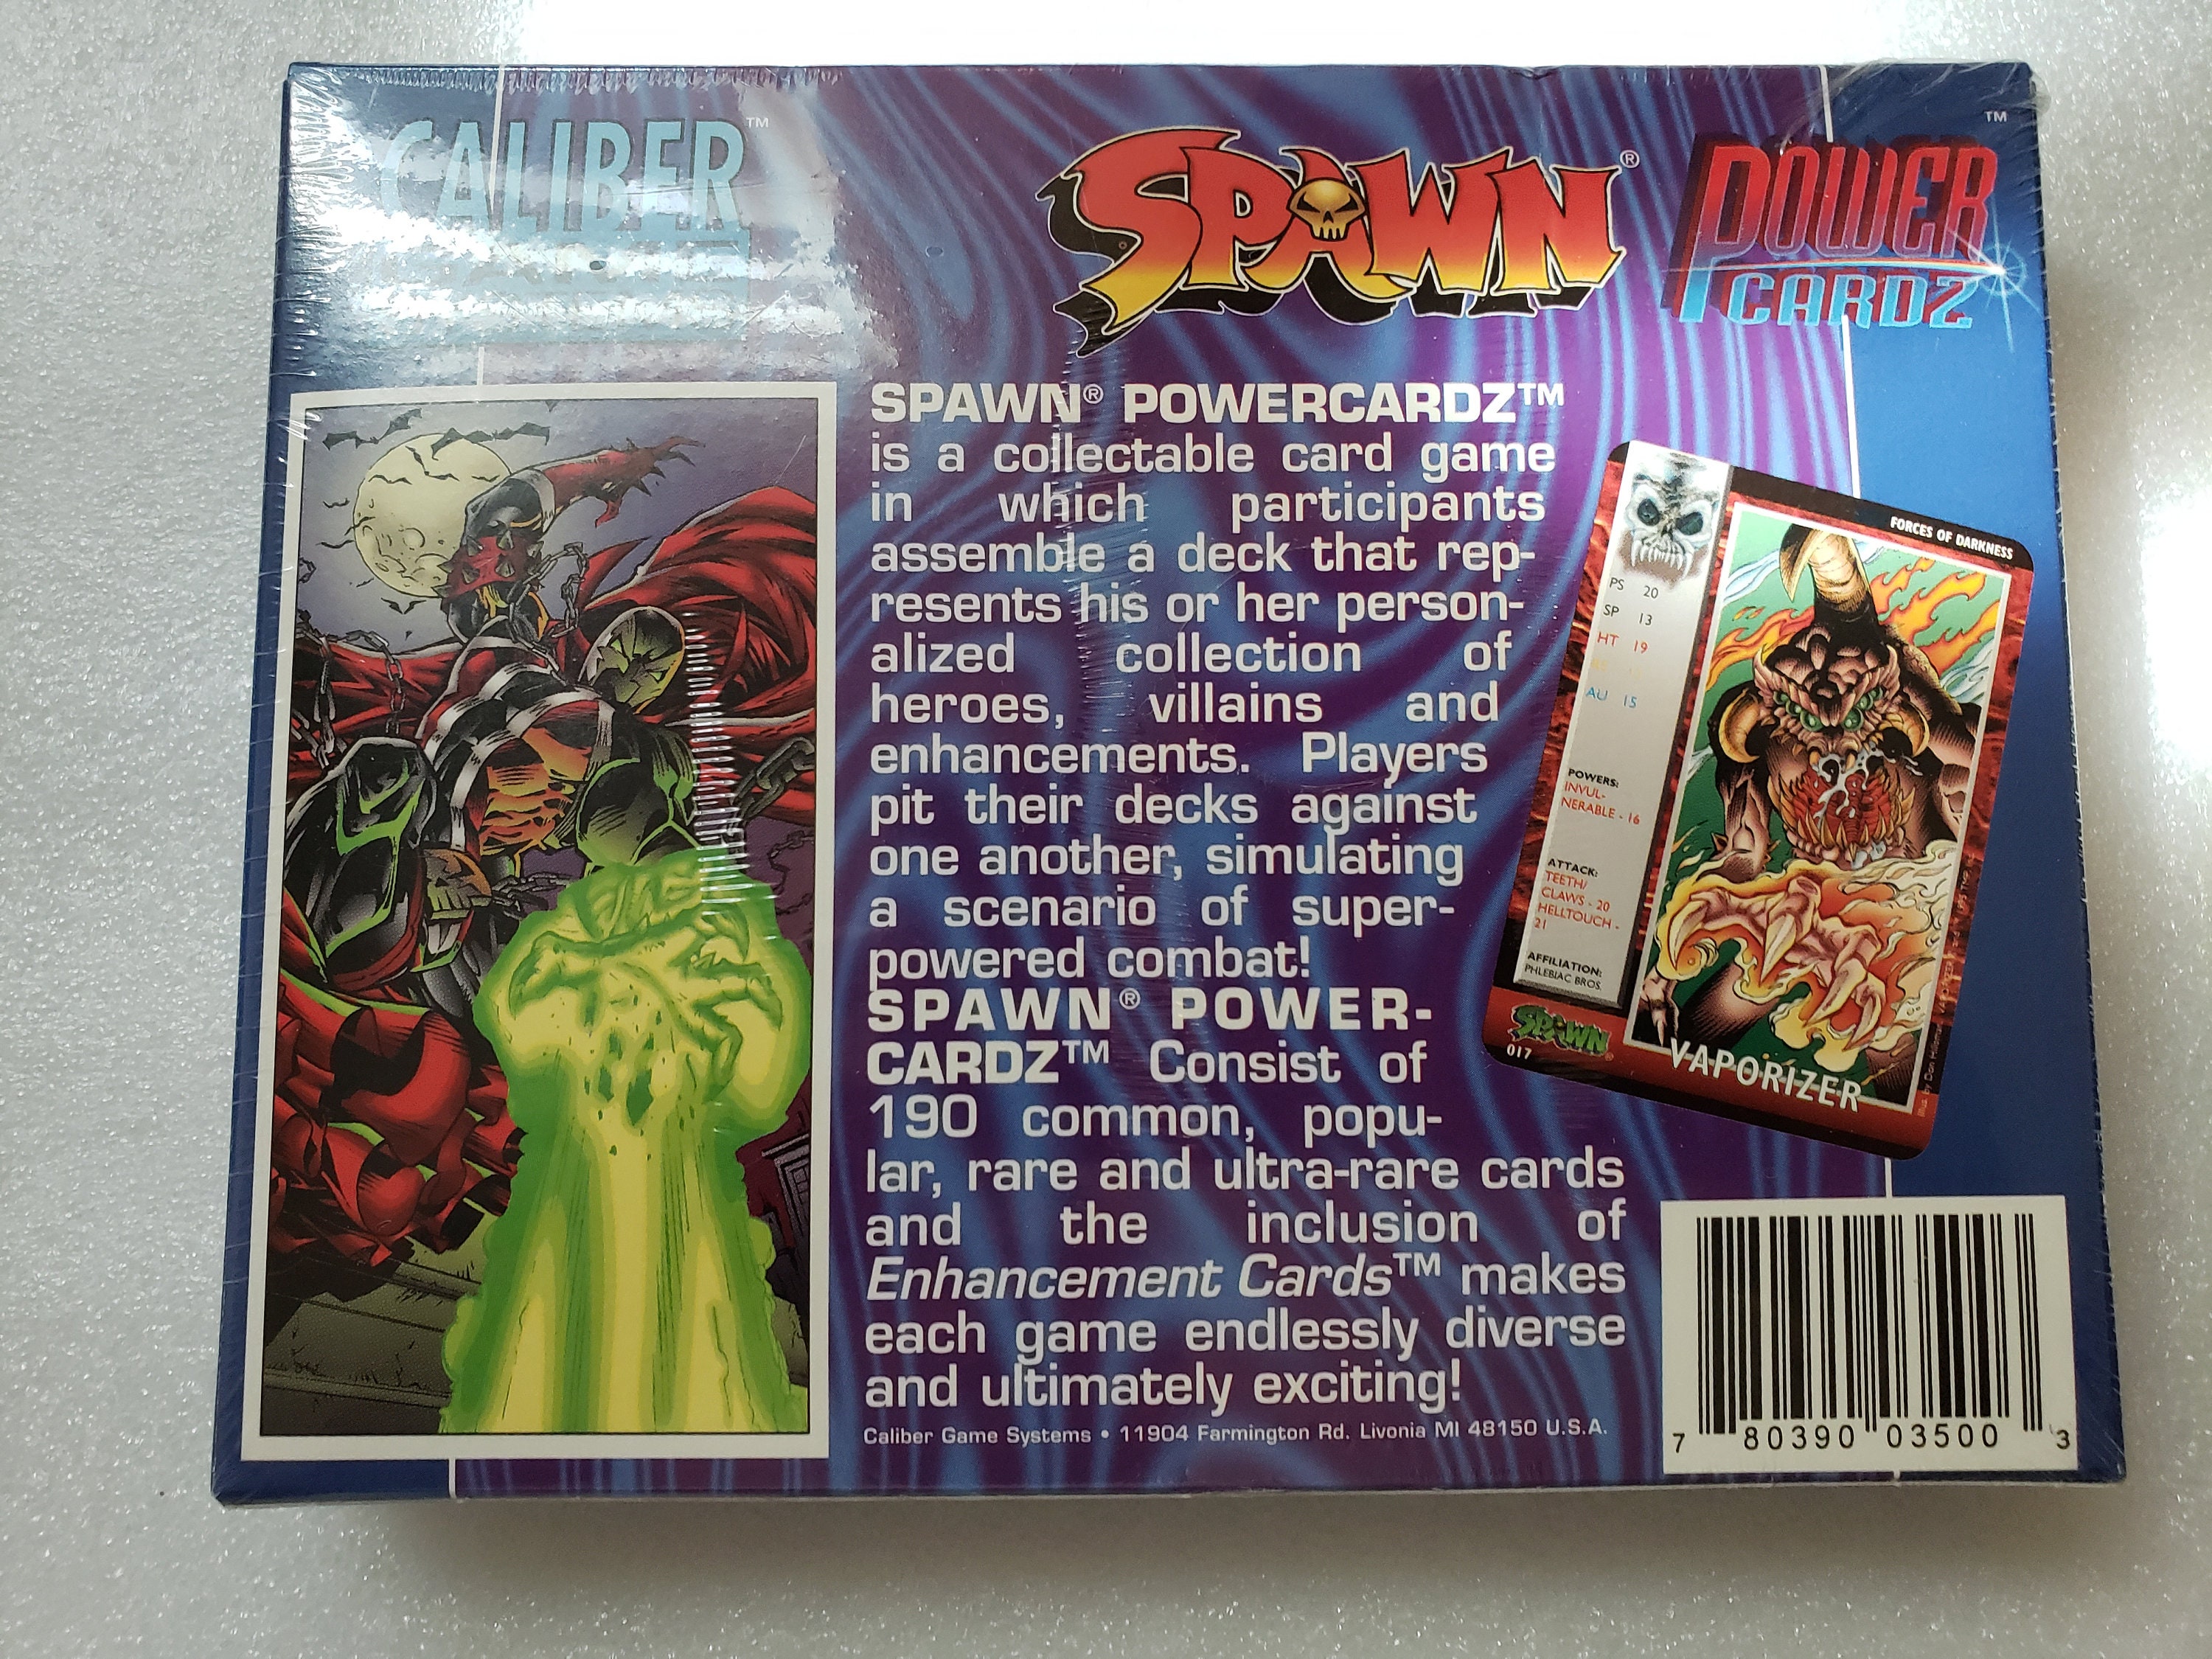 CALIBER™
SPAWN®
POWER
CARDZ
™
SPAWN® POWERCARDZ™
is a collectable card game
in which participants
assemble a deck that rep-
resents his or her person-
alized collection of
heroes, villains and
enhancements. Players
pit their decks against
one another, simulating
a scenario of super-
powered combat!
SPAWN® POWER-
CARDZ™ Consist of
190 common, popu-
lar, rare and ultra-rare cards
and the inclusion of
Enhancement Cards™ makes
each game endlessly diverse
and ultimately exciting!
Caliber Game Systems • 11904 Farmington Rd. Livonia MI 48150 U.S.A.
FORCES OF DARKNESS
PS 20
SP 13
HT 19
AU 15
POWERS:
INVUL-
NERABLE - 16
ATTACK:
TEETH/
CLAWS - 20
HELLTOUCH -
21
AFFILIATION:
PHLEBIAC BROS.
SPAWN
017
VAPORIZER
7 80390 03500 3